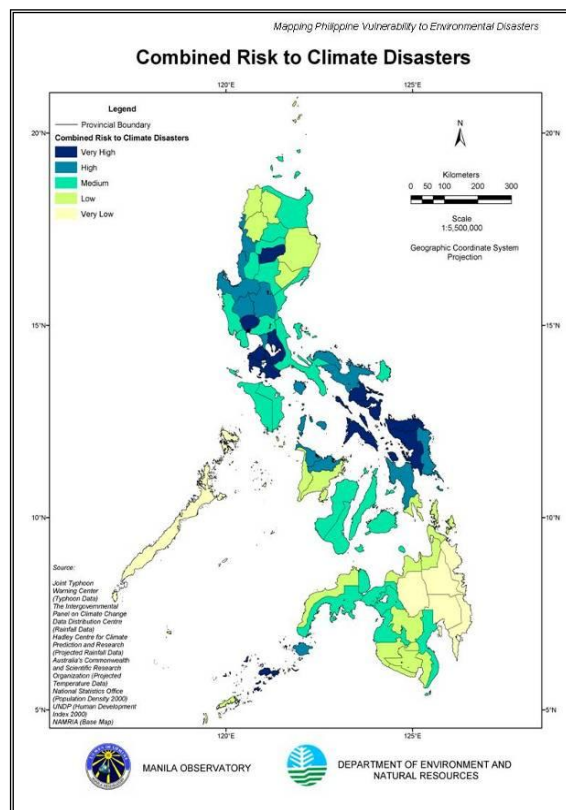 Mapping Philippine Vulnerability to Environmental Disasters
Combined Risk to Climate Disasters
120°E
125°E
Legend
Provincial Boundary
Combined Risk to Climate Disasters
Very High
High
Medium
Low
Very Low
N
Kilometers
0 50 100 200 300
Scale
1:5,500,000
Geographic Coordinate System
Projection
20°N
20°N
15°N
15°N
10°N
10°N
5°N
5°N
Source:
Joint Typhoon
Warning Center
(Typhoon Data)
The Intergovernmental
Panel on Climate Change
Data Distribution Centre
(Rainfall Data)
Hadley Centre for Climate
Prediction and Research
(Projected Rainfall Data)
Australia's Commonwealth
and Scientific Research
Organization (Projected
Temperature Data)
National Statistics Office
(Population Density 2000)
UNDP (Human Development
Index 2000)
NAMRIA (Base Map)
120°E
125°E
MANILA OBSERVATORY
DEPARTMENT OF ENVIRONMENT AND
NATURAL RESOURCES